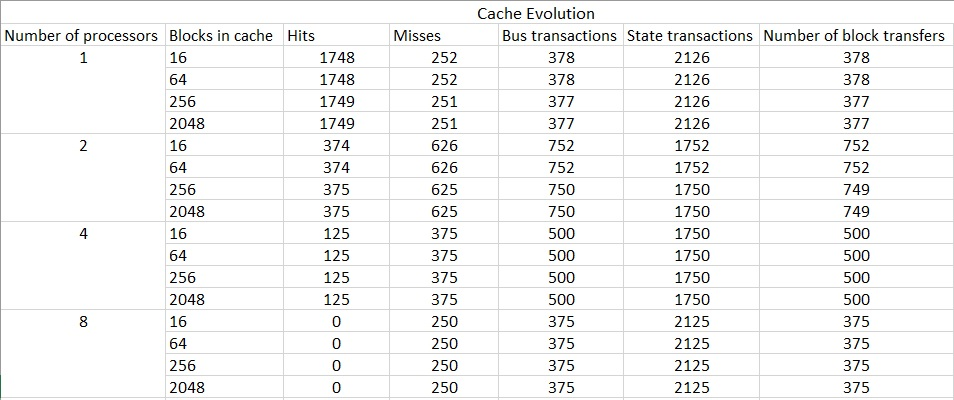 Cache Evolution
Number of processors Blocks in cache Hits Misses Bus transactions State transactions Number of block transfers
1 16 1748 252 378 2126 378
64 1748 252 378 2126 378
256 1749 251 377 2126 377
2048 1749 251 377 2126 377
2 16 374 626 752 1752 752
64 374 626 752 1752 752
256 375 625 750 1750 749
2048 375 625 750 1750 749
4 16 125 375 500 1750 500
64 125 375 500 1750 500
256 125 375 500 1750 500
2048 125 375 500 1750 500
8 16 0 250 375 2125 375
64 0 250 375 2125 375
256 0 250 375 2125 375
2048 0 250 375 2125 375